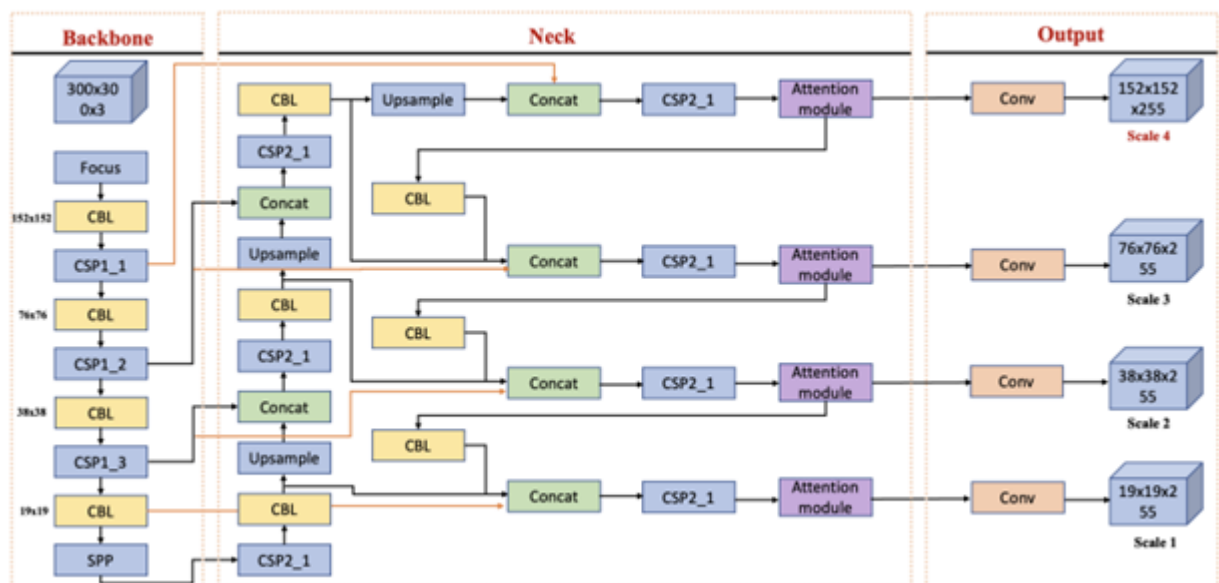 Backbone
Neck
Output
300x30
0x3
Focus
152x152
CBL
CSP1_1
76x76
CBL
CSP1_2
38x38
CBL
CSP1_3
19x19
CBL
SPP
CBL
CSP2_1
Concat
Upsample
CBL
CSP2_1
Concat
Upsample
CBL
CSP2_1
Upsample
Concat
CSP2_1
Attention
module
CBL
Concat
CSP2_1
Attention
module
CBL
Concat
CSP2_1
Attention
module
CBL
Concat
CSP2_1
Attention
module
Conv
152x152
x255
Scale 4
Conv
76x76x2
55
Scale 3
Conv
38x38x2
55
Scale 2
Conv
19x19x2
55
Scale 1